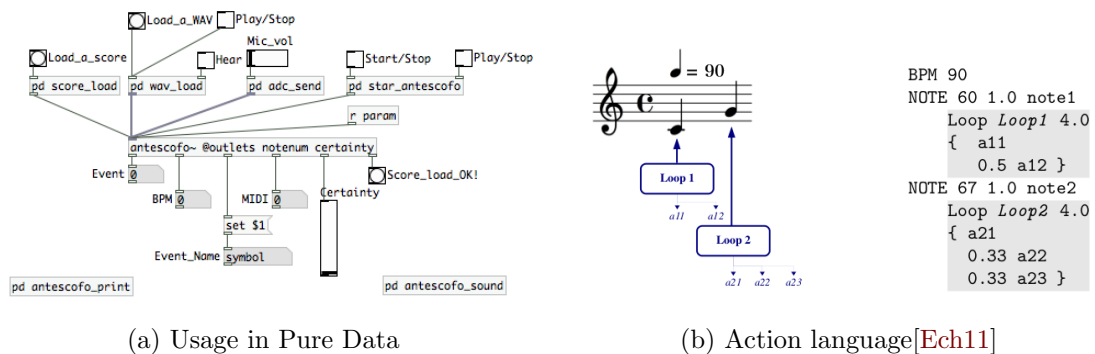 Load_a_WAV
Play/Stop
Mic_vol
Load_a_score
Hear
Start/Stop
Play/Stop
pd score_load
pd wav_load
pd adc_send
pd star_antescofo
r param
antescofo~ @outlets notenum certainty
Event 0
Score_load_OK!
BPM 0
MIDI 0
Certainty
set $1
Event_Name symbol
pd antescofo_print
pd antescofo_sound
(a) Usage in Pure Data
= 90
Loop 1
a11 a12
Loop 2
a21 a22 a23
BPM 90
NOTE 60 1.0 note1
Loop Loop1 4.0
{ a11
0.5 a12 }
NOTE 67 1.0 note2
Loop Loop2 4.0
{ a21
0.33 a22
0.33 a23 }
(b) Action language[Ech11]